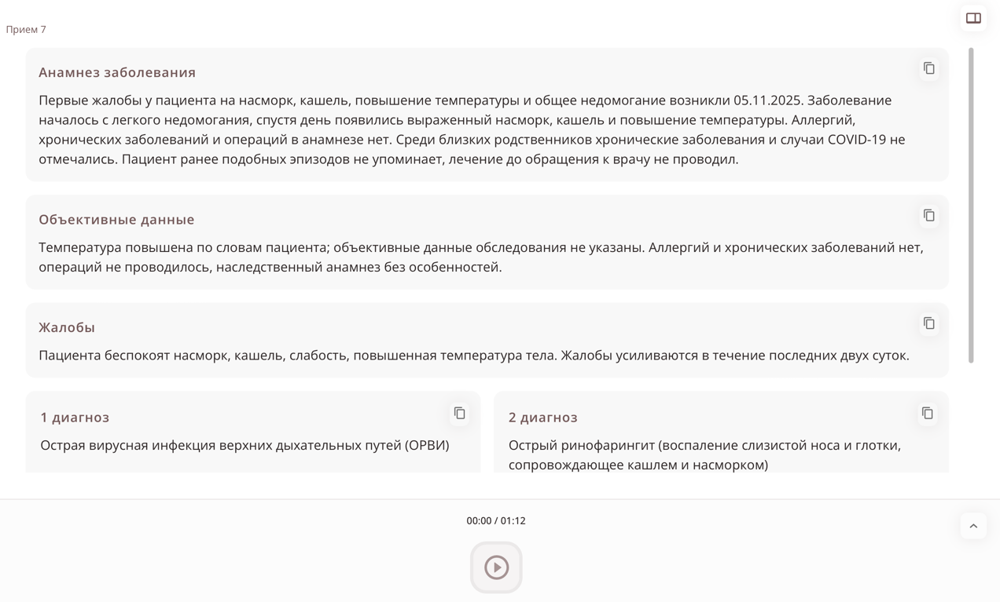 Прием 7
Анамнез заболевания
Первые жалобы у пациента на насморк, кашель, повышение температуры и общее недомогание возникли 05.11.2025. Заболевание
началось с легкого недомогания, спустя день появились выраженный насморк, кашель и повышение температуры. Аллергий,
хронических заболеваний и операций в анамнезе нет. Среди близких родственников хронические заболевания и случаи COVID-19 не
отмечались. Пациент ранее подобных эпизодов не упоминает, лечение до обращения к врачу не проводил.
Объективные данные
Температура повышена по словам пациента; объективные данные обследования не указаны. Аллергий и хронических заболеваний нет,
операций не проводилось, наследственный анамнез без особенностей.
Жалобы
Пациента беспокоят насморк, кашель, слабость, повышенная температура тела. Жалобы усиливаются в течение последних двух суток.
1 диагноз
Острая вирусная инфекция верхних дыхательных путей (ОРВИ)
2 диагноз
Острый ринофарингит (воспаление слизистой носа и глотки,
сопровождающее кашлем и насморком)
00:00 / 01:12